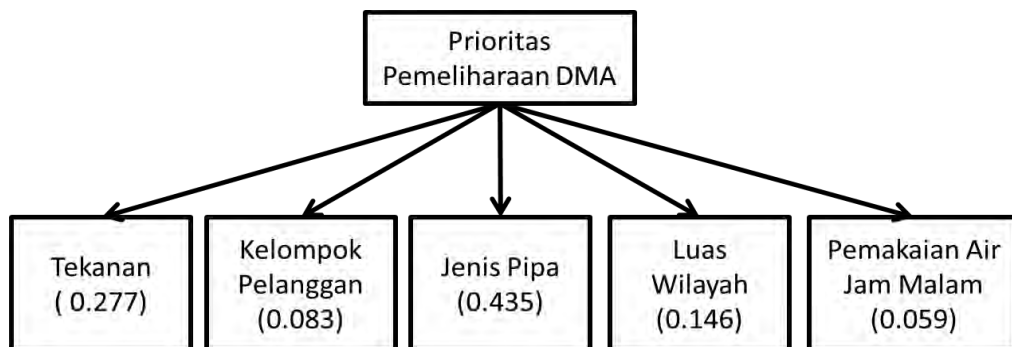 Prioritas
Pemeliharaan DMA
Tekanan
( 0.277)
Kelompok
Pelanggan
(0.083)
Jenis Pipa
(0.435)
Luas
Wilayah
(0.146)
Pemakaian Air
Jam Malam
(0.059)